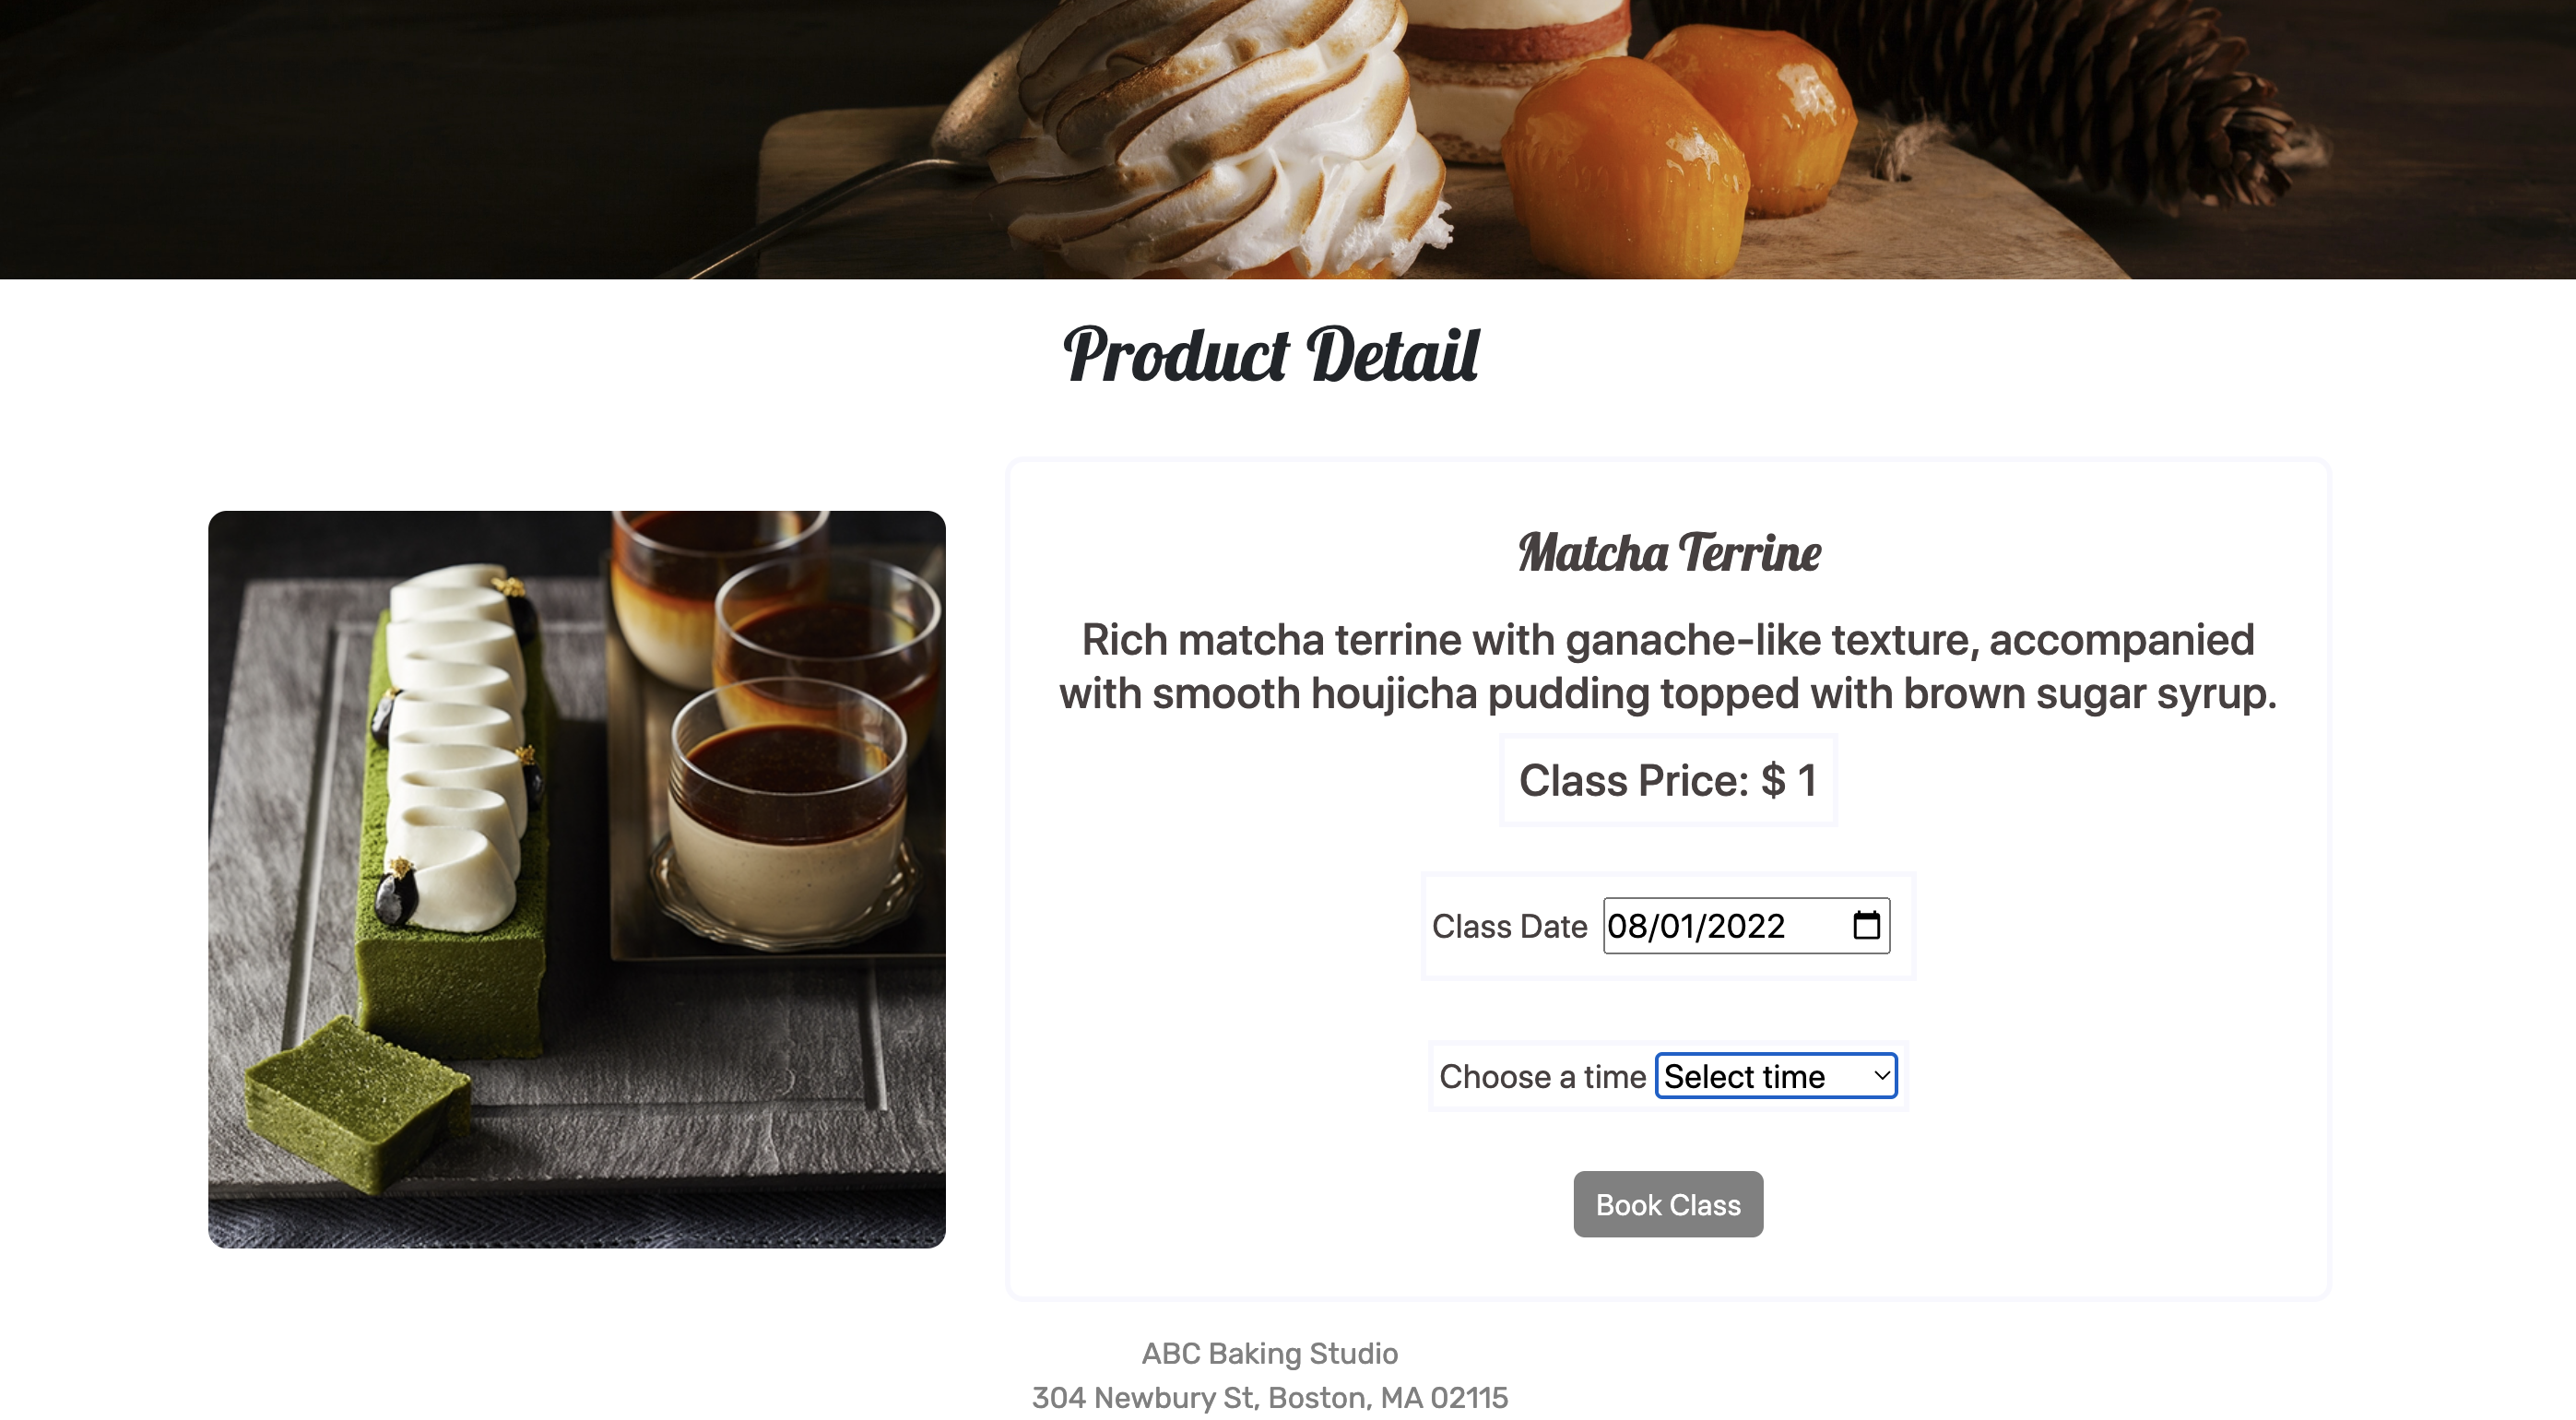 Product Detail
Matcha Terrine
Rich matcha terrine with ganache-like texture, accompanied
with smooth houjicha pudding topped with brown sugar syrup.
Class Price: $ 1
Class Date 08/01/2022
Choose a time Select time
Book Class
ABC Baking Studio
304 Newbury St, Boston, MA 02115